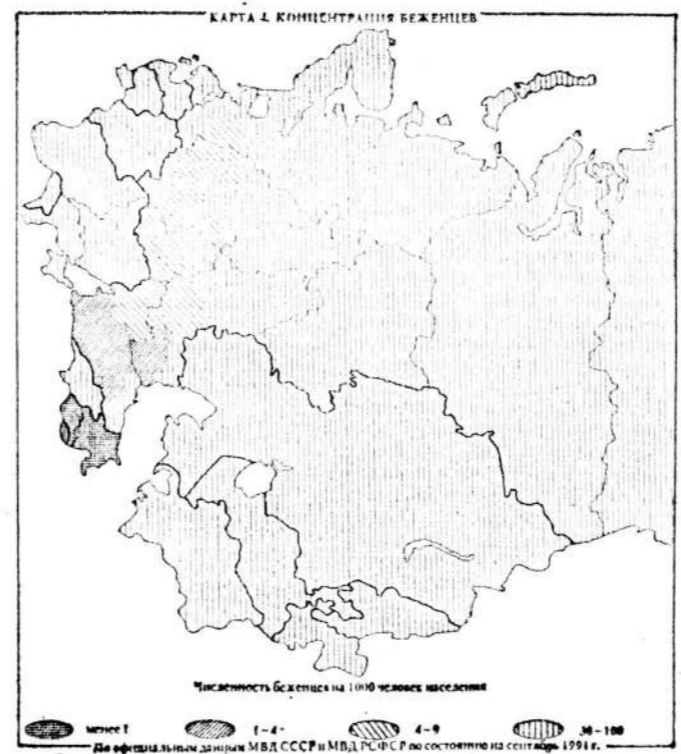 КАРТА 4. КОНЦЕНТРАЦИЯ БЕЖЕНЦЕВ
Численность беженцев на 1000 человек населения
менее 1 1-4 4-9 30-100
По официальным данным МВД СССР и МВД РСФСР по состоянию на сентябрь 1991 г.